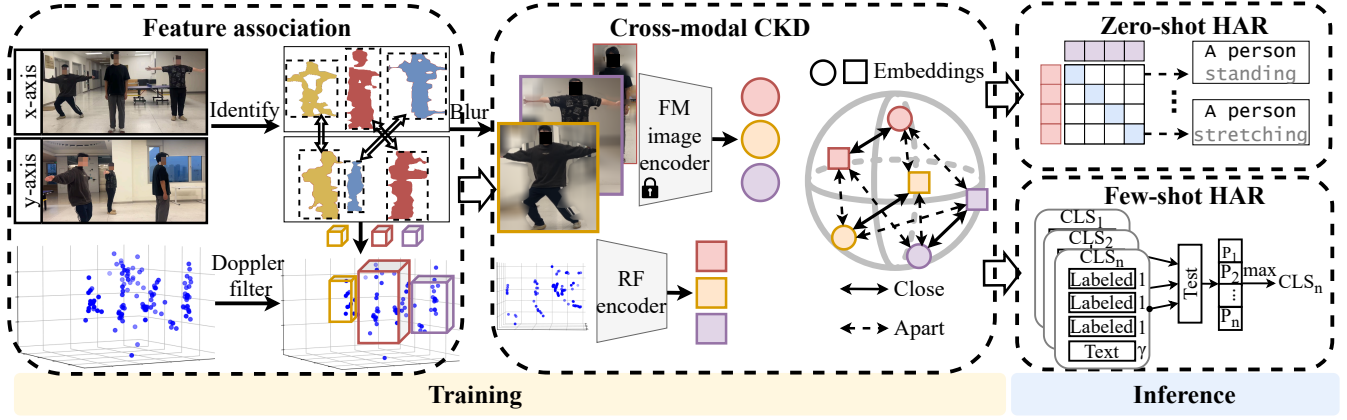 Feature association
x-axis
y-axis
Identify
Doppler
filter
Cross-modal CKD
Blur
FM
image
encoder
RF
encoder
Embeddings
Close
Apart
Zero-shot HAR
A person
standing
⋮
A person
stretching
Few-shot HAR
CLS₁
CLS₂
CLSₙ
Labeled 1
Labeled 1
Labeled 1
Text γ
Test
P₁
P₂
⋮
Pₙ
max
CLSₙ
Training
Inference